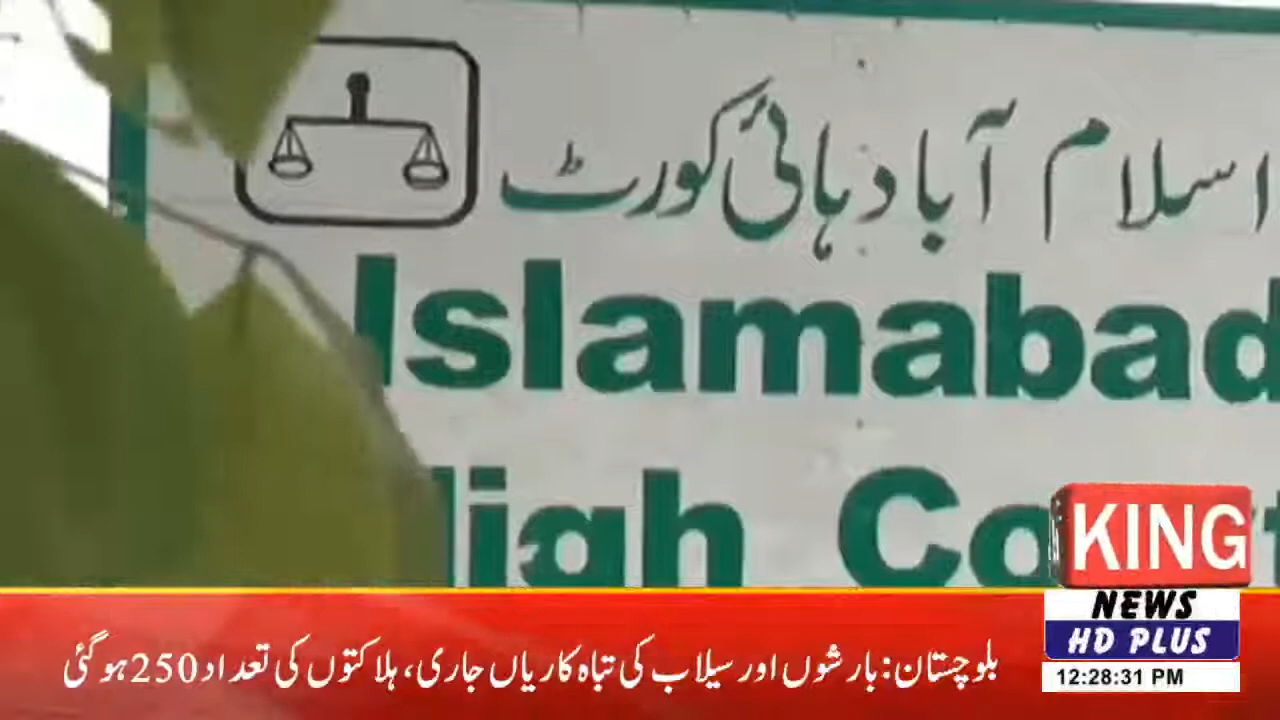 اسلام آباد ہائی کورٹ
Islamabad
High Co
KING
NEWS
HD PLUS
12:28:31 PM
بلوچستان: بارشوں اور سیلاب کی تباہ کاریاں جاری، ہلاکتوں کی تعداد 250 ہوگئی